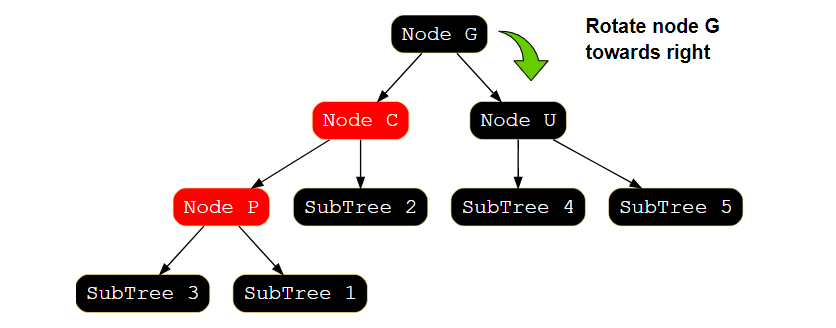 Node G
Rotate node G
towards right
Node C
Node U
Node P
SubTree 2
SubTree 4
SubTree 5
SubTree 3
SubTree 1